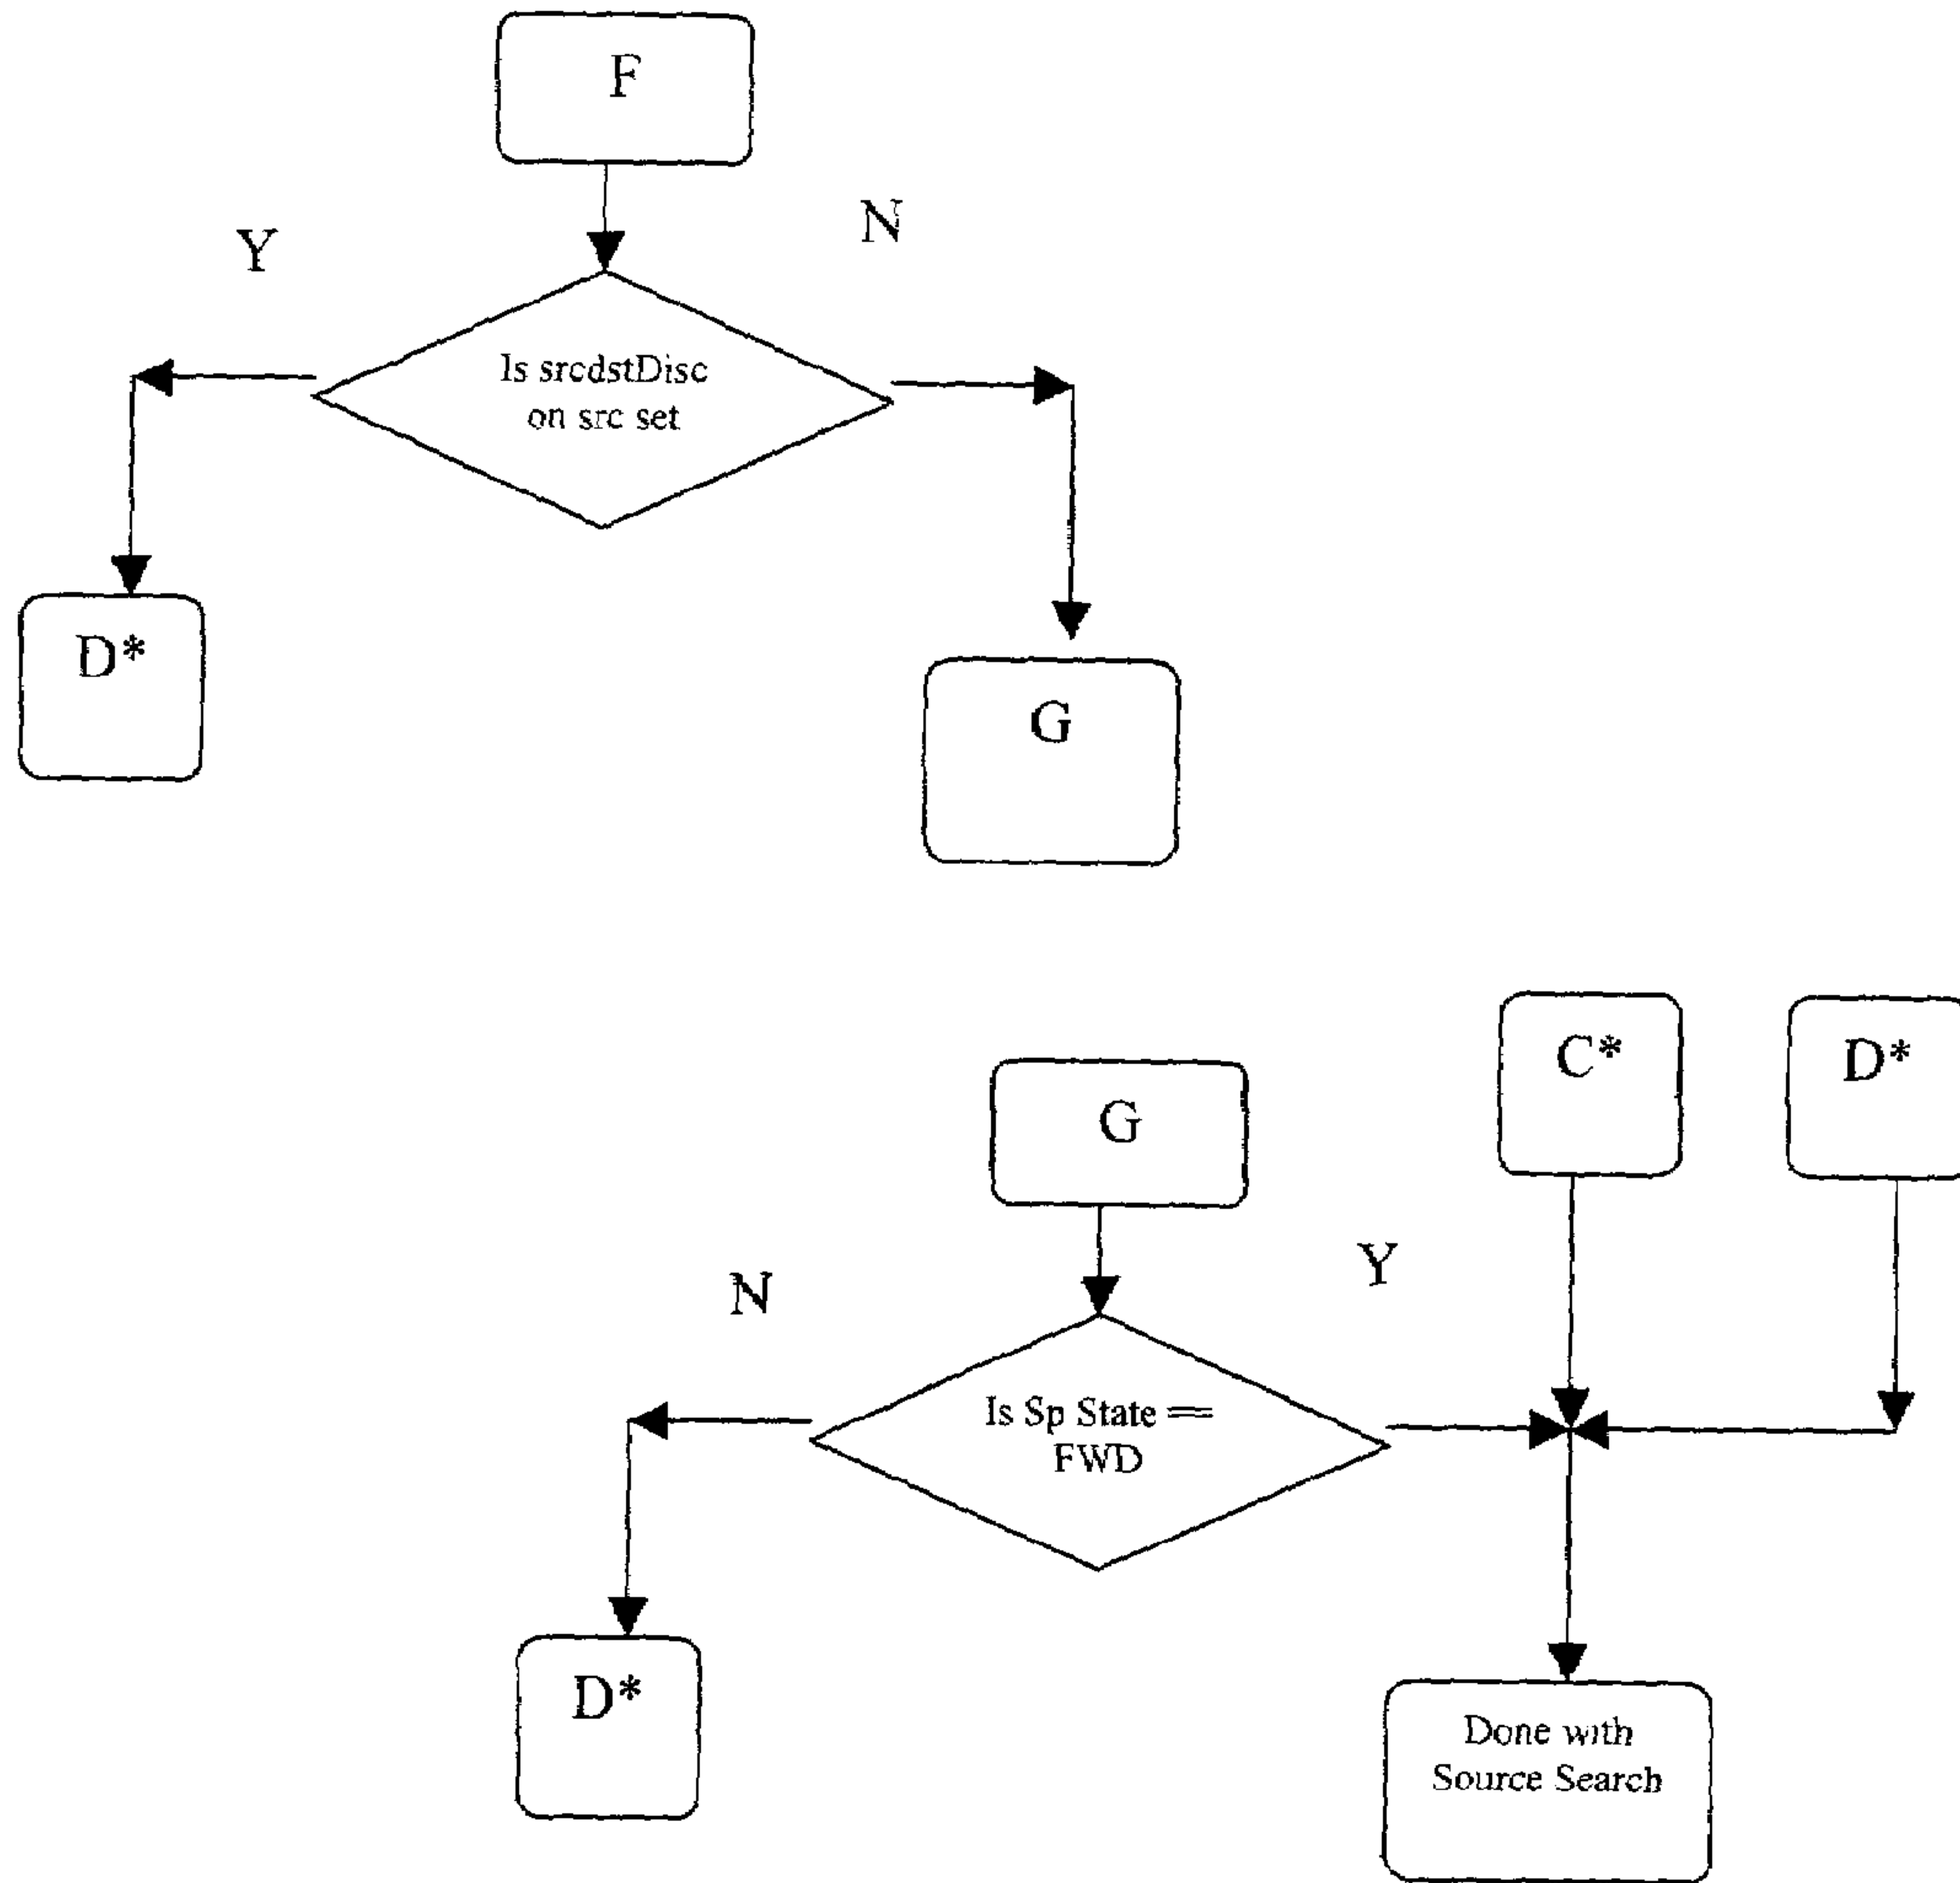 F
Y
N
Is srcdstDisc
on src set
D*
G
C*
D*
G
N
Y
Is Sp State ==
FWD
D*
Done with
Source Search